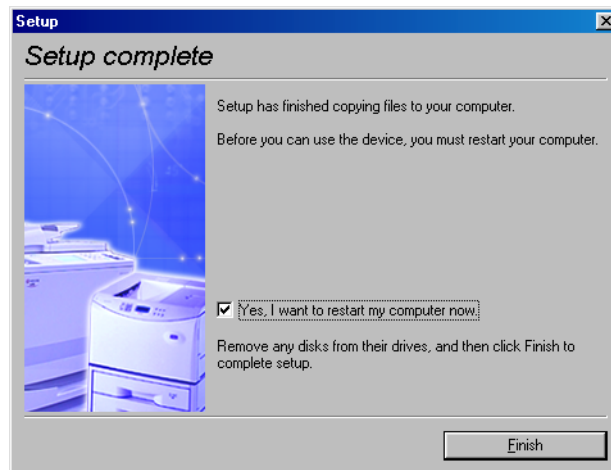 Setup
Setup complete
Setup has finished copying files to your computer.
Before you can use the device, you must restart your computer.
Yes, I want to restart my computer now.
Remove any disks from their drives, and then click Finish to
complete setup.
Finish